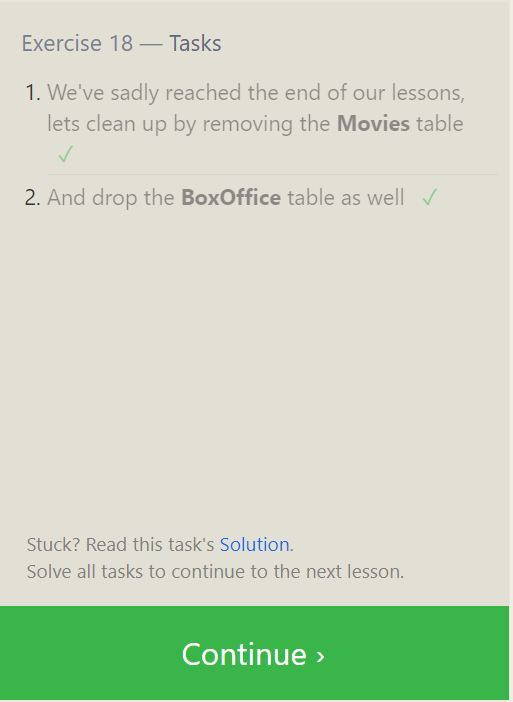 Exercise 18 — Tasks
1. We've sadly reached the end of our lessons,
lets clean up by removing the Movies table
✓
2. And drop the BoxOffice table as well ✓
Stuck? Read this task's Solution.
Solve all tasks to continue to the next lesson.
Continue ›